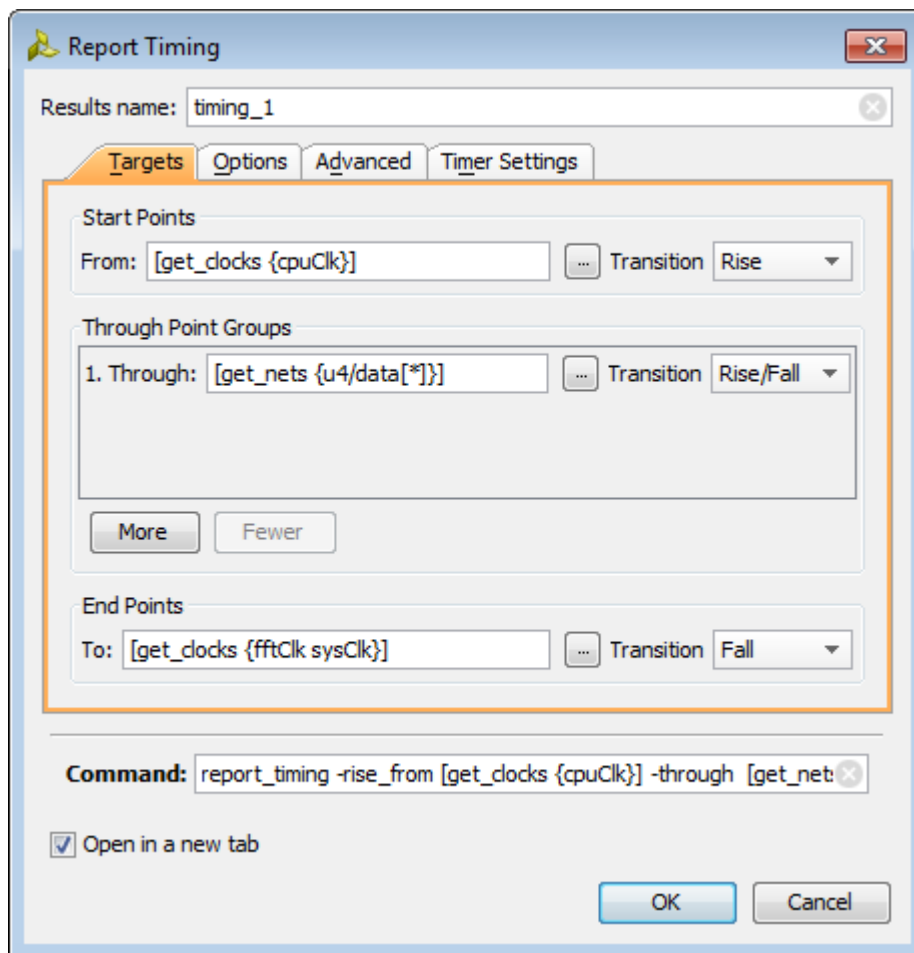 Report Timing
Results name: timing_1
Targets Options Advanced Timer Settings
Start Points
From: [get_clocks {cpuClk}] ... Transition Rise
Through Point Groups
1. Through: [get_nets {u4/data[*]}] ... Transition Rise/Fall
More Fewer
End Points
To: [get_clocks {fftClk sysClk}] ... Transition Fall
Command: report_timing -rise_from [get_clocks {cpuClk}] -through [get_net
Open in a new tab
OK Cancel